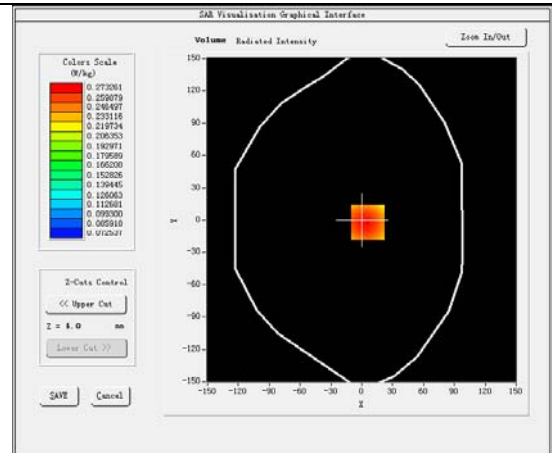 SAR Visualisation Graphical Interface
Volume Radiated Intensity
Zoom In/Out
Colors Scale
(W/kg)
0.273261
0.259879
0.246497
0.233116
0.219734
0.206353
0.192971
0.179589
0.166208
0.152826
0.139445
0.126063
0.112681
0.099300
0.085918
0.072537
Z-Cuts Control
<< Upper Cut
Z = 4.0 mm
Lower Cut >>
SAVE Cancel
150
120
90
60
30
0
-30
-60
-90
-120
-150
Y
-150 -120 -90 -60 -30 0 30 60 90 120 150
X